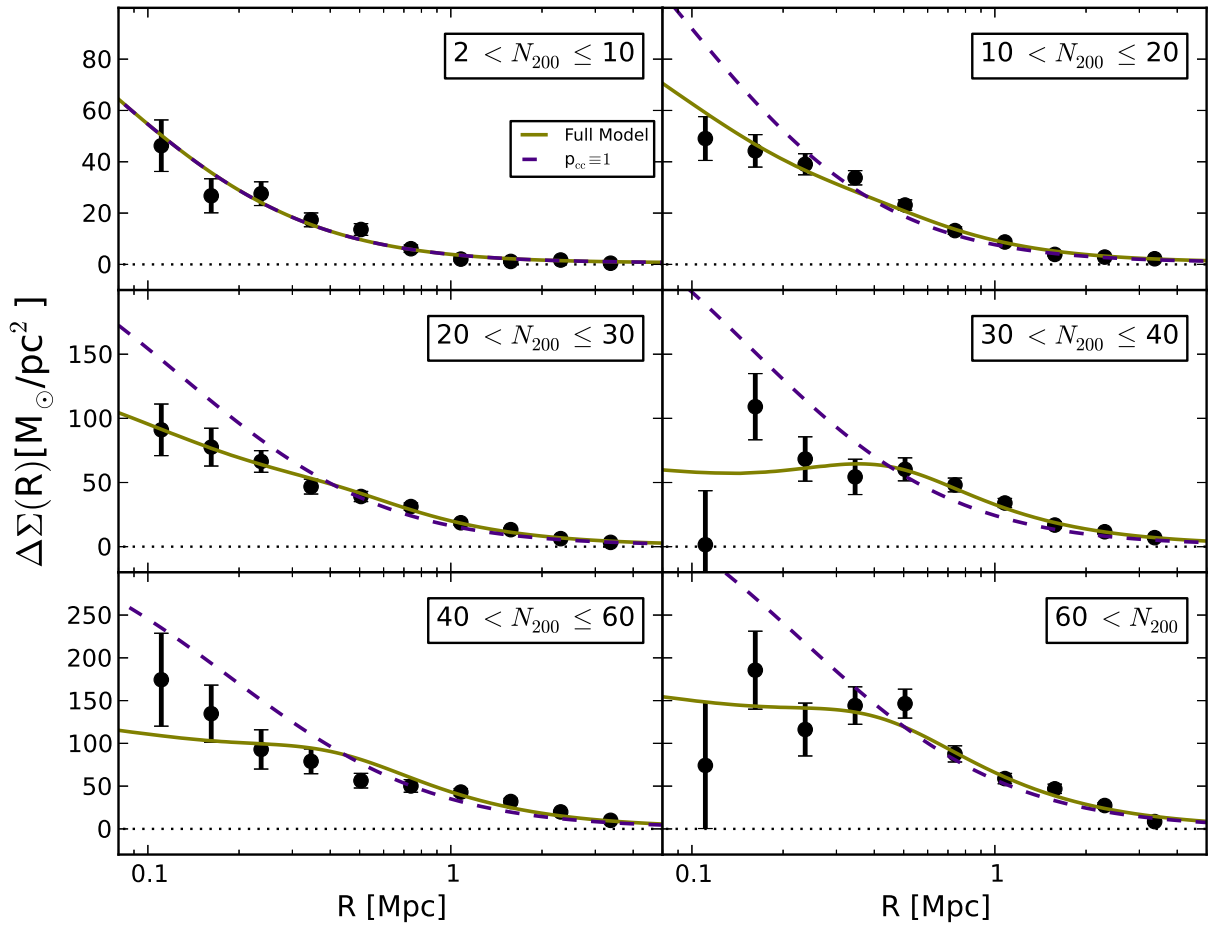 2 < N₂₀₀ ≤ 10
10 < N₂₀₀ ≤ 20
Full Model
p_cc ≡ 1
80
60
40
20
0
20 < N₂₀₀ ≤ 30
30 < N₂₀₀ ≤ 40
150
100
50
0
40 < N₂₀₀ ≤ 60
60 < N₂₀₀
250
200
150
100
50
0
ΔΣ(R)[M_⊙/pc²]
0.1
1
0.1
1
R [Mpc]
R [Mpc]